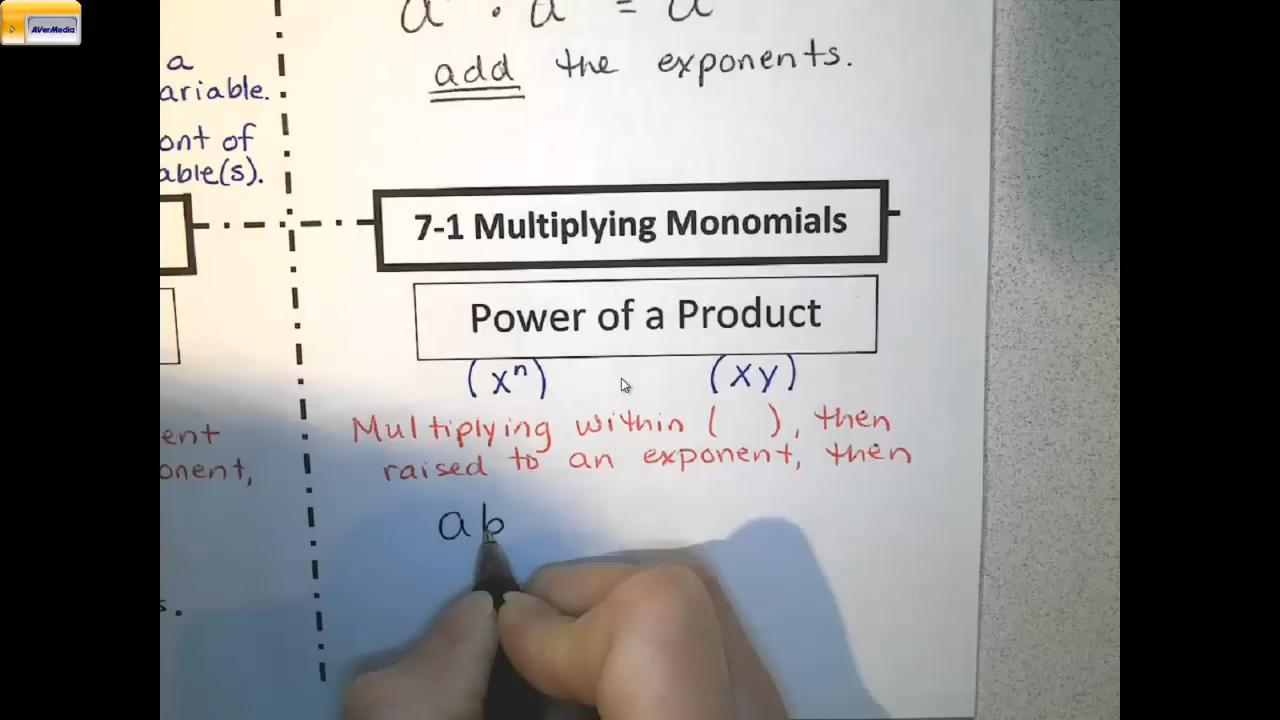 AVerMedia
a · a = a
add the exponents.
a
ariable.
ont of
able(s).
7-1 Multiplying Monomials
Power of a Product
(xⁿ) (xy)
Multiplying within ( ), then
raised to an exponent, then
ent
onent,
ab
s.